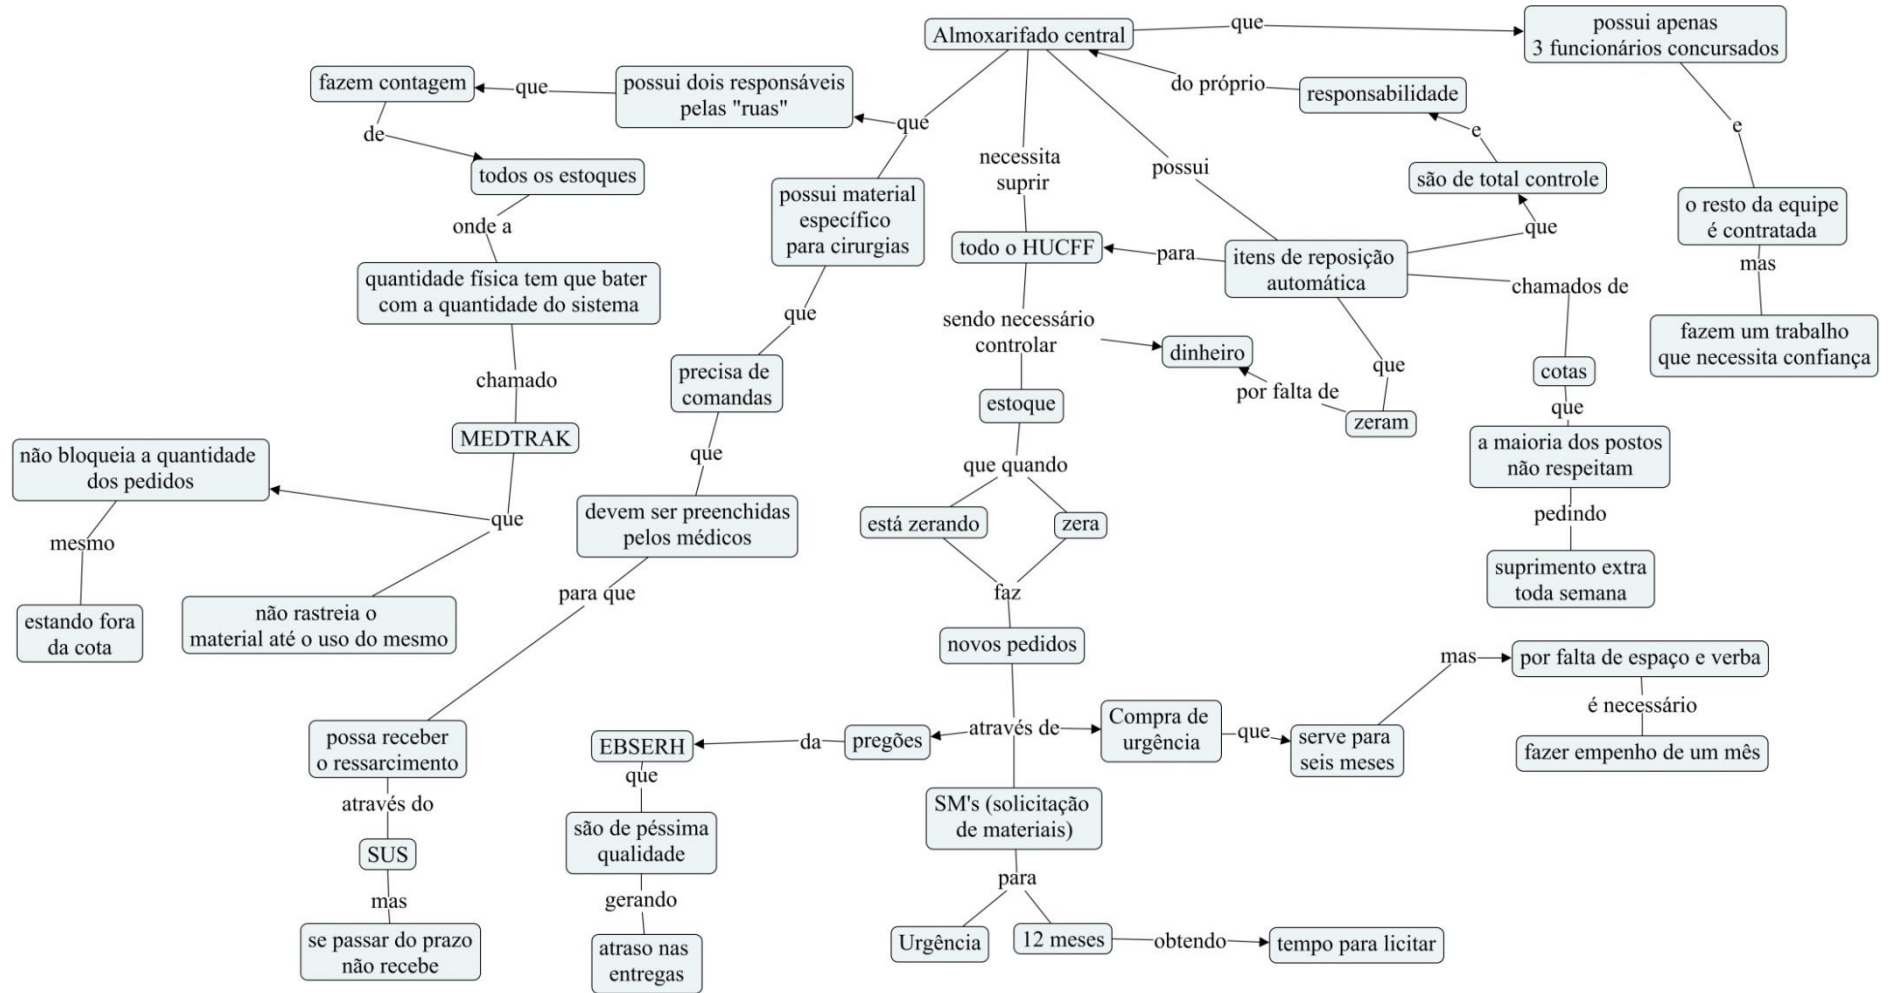 Almoxarifado central
que
possui apenas
3 funcionários concursados
e
o resto da equipe
é contratada
mas
fazem um trabalho
que necessita confiança
que
possui dois responsáveis
pelas "ruas"
que
fazem contagem
de
todos os estoques
onde a
quantidade física tem que bater
com a quantidade do sistema
chamado
MEDTRAK
que
não bloqueia a quantidade
dos pedidos
mesmo
estando fora
da cota
não rastreia o
material até o uso do mesmo
possui material
específico
para cirurgias
que
precisa de
comandas
que
devem ser preenchidas
pelos médicos
para que
possa receber
o ressarcimento
através do
SUS
mas
se passar do prazo
não recebe
necessita
suprir
todo o HUCFF
sendo necessário
controlar
dinheiro
estoque
que quando
está zerando
zera
faz
novos pedidos
através de
pregões
da
EBSERH
que
são de péssima
qualidade
gerando
atraso nas
entregas
SM's (solicitação
de materiais)
para
Urgência
12 meses
obtendo
tempo para licitar
Compra de
urgência
que
serve para
seis meses
mas
por falta de espaço e verba
é necessário
fazer empenho de um mês
possui
itens de reposição
automática
para
que
são de total controle
e
responsabilidade
do próprio
chamados de
cotas
que
a maioria dos postos
não respeitam
pedindo
suprimento extra
toda semana
que
zeram
por falta de